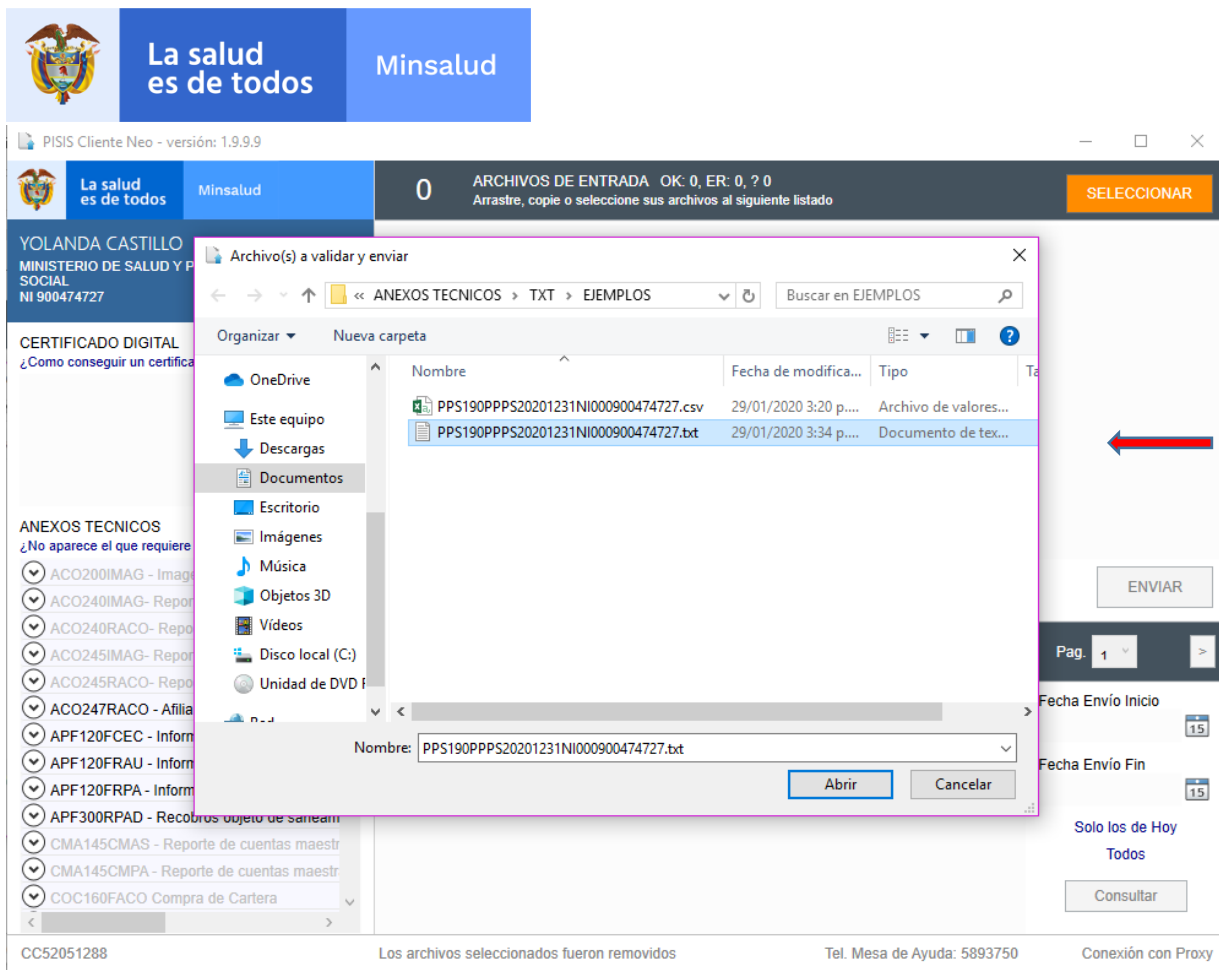 La salud
es de todos
Minsalud
PISIS Cliente Neo - versión: 1.9.9.9
La salud
es de todos
Minsalud
0
ARCHIVOS DE ENTRADA OK: 0, ER: 0, ? 0
Arrastre, copie o seleccione sus archivos al siguiente listado
SELECCIONAR
YOLANDA CASTILLO
MINISTERIO DE SALUD Y P
SOCIAL
NI 900474727
CERTIFICADO DIGITAL
¿Como conseguir un certifica
ANEXOS TECNICOS
¿No aparece el que requiere
ACO200IMAG - Image
ACO240IMAG- Repor
ACO240RACO- Repo
ACO245IMAG- Repor
ACO245RACO- Repo
ACO247RACO - Afilia
APF120FCEC - Inform
APF120FRAU - Inform
APF120FRPA - Inform
APF300RPAD - Recobros objeto de saneam
CMA145CMAS - Reporte de cuentas maestr
CMA145CMPA - Reporte de cuentas maestr
COC160FACO Compra de Cartera
Archivo(s) a validar y enviar
« ANEXOS TECNICOS › TXT › EJEMPLOS
Buscar en EJEMPLOS
Organizar
Nueva carpeta
OneDrive
Este equipo
Descargas
Documentos
Escritorio
Imágenes
Música
Objetos 3D
Vídeos
Disco local (C:)
Unidad de DVD
Nombre Fecha de modifica... Tipo Ta
PPS190PPPS20201231NI000900474727.csv 29/01/2020 3:20 p.... Archivo de valores...
PPS190PPPS20201231NI000900474727.txt 29/01/2020 3:34 p.... Documento de tex...
Nombre: PPS190PPPS20201231NI000900474727.txt
Abrir
Cancelar
ENVIAR
Pag. 1 >
Fecha Envío Inicio
15
Fecha Envío Fin
15
Solo los de Hoy
Todos
Consultar
CC52051288
Los archivos seleccionados fueron removidos
Tel. Mesa de Ayuda: 5893750
Conexión con Proxy